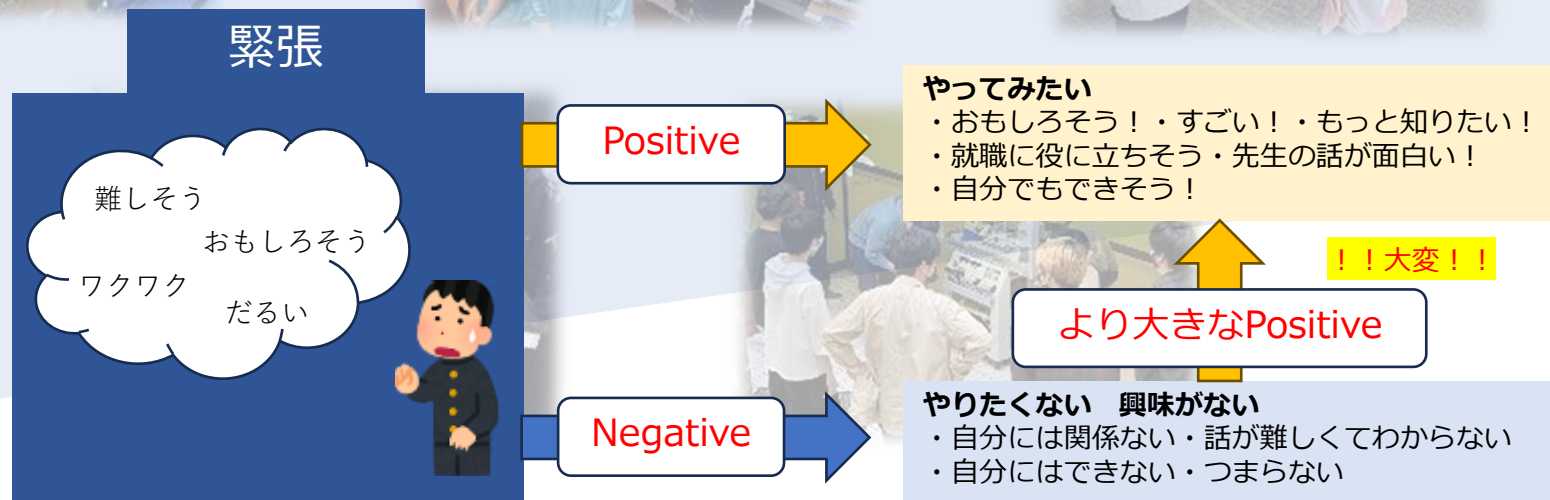 緊張
難しそう
おもしろそう
ワクワク
だるい
Positive
Negative
やってみたい
・おもしろそう！・すごい！・もっと知りたい！
・就職に役に立ちそう・先生の話が面白い！
・自分でもできそう！
！！大変！！
より大きなPositive
やりたくない　興味がない
・自分には関係ない・話が難しくてわからない
・自分にはできない・つまらない